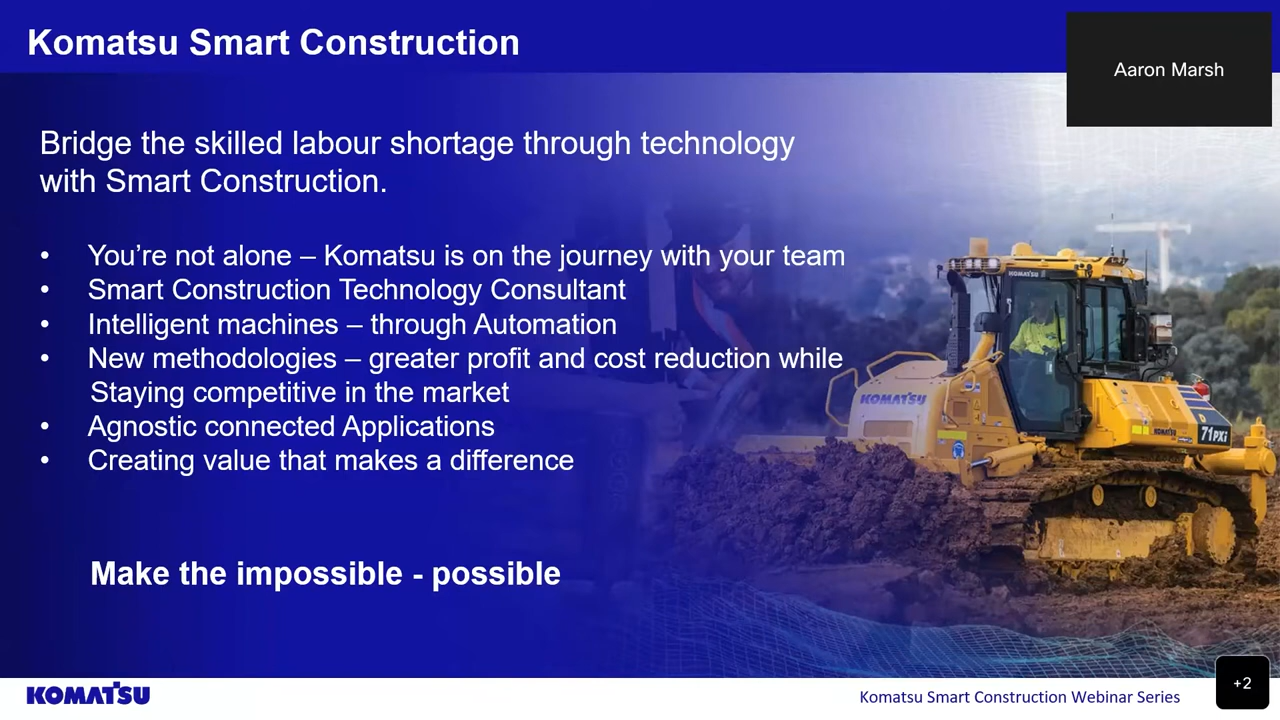 Komatsu Smart Construction
Aaron Marsh
Bridge the skilled labour shortage through technology
with Smart Construction.
• You’re not alone – Komatsu is on the journey with your team
• Smart Construction Technology Consultant
• Intelligent machines – through Automation
• New methodologies – greater profit and cost reduction while
Staying competitive in the market
• Agnostic connected Applications
• Creating value that makes a difference
Make the impossible - possible
KOMATSU
KOMATSU
KOMATSU
71PXi
KOMATSU
Komatsu Smart Construction Webinar Series
+2